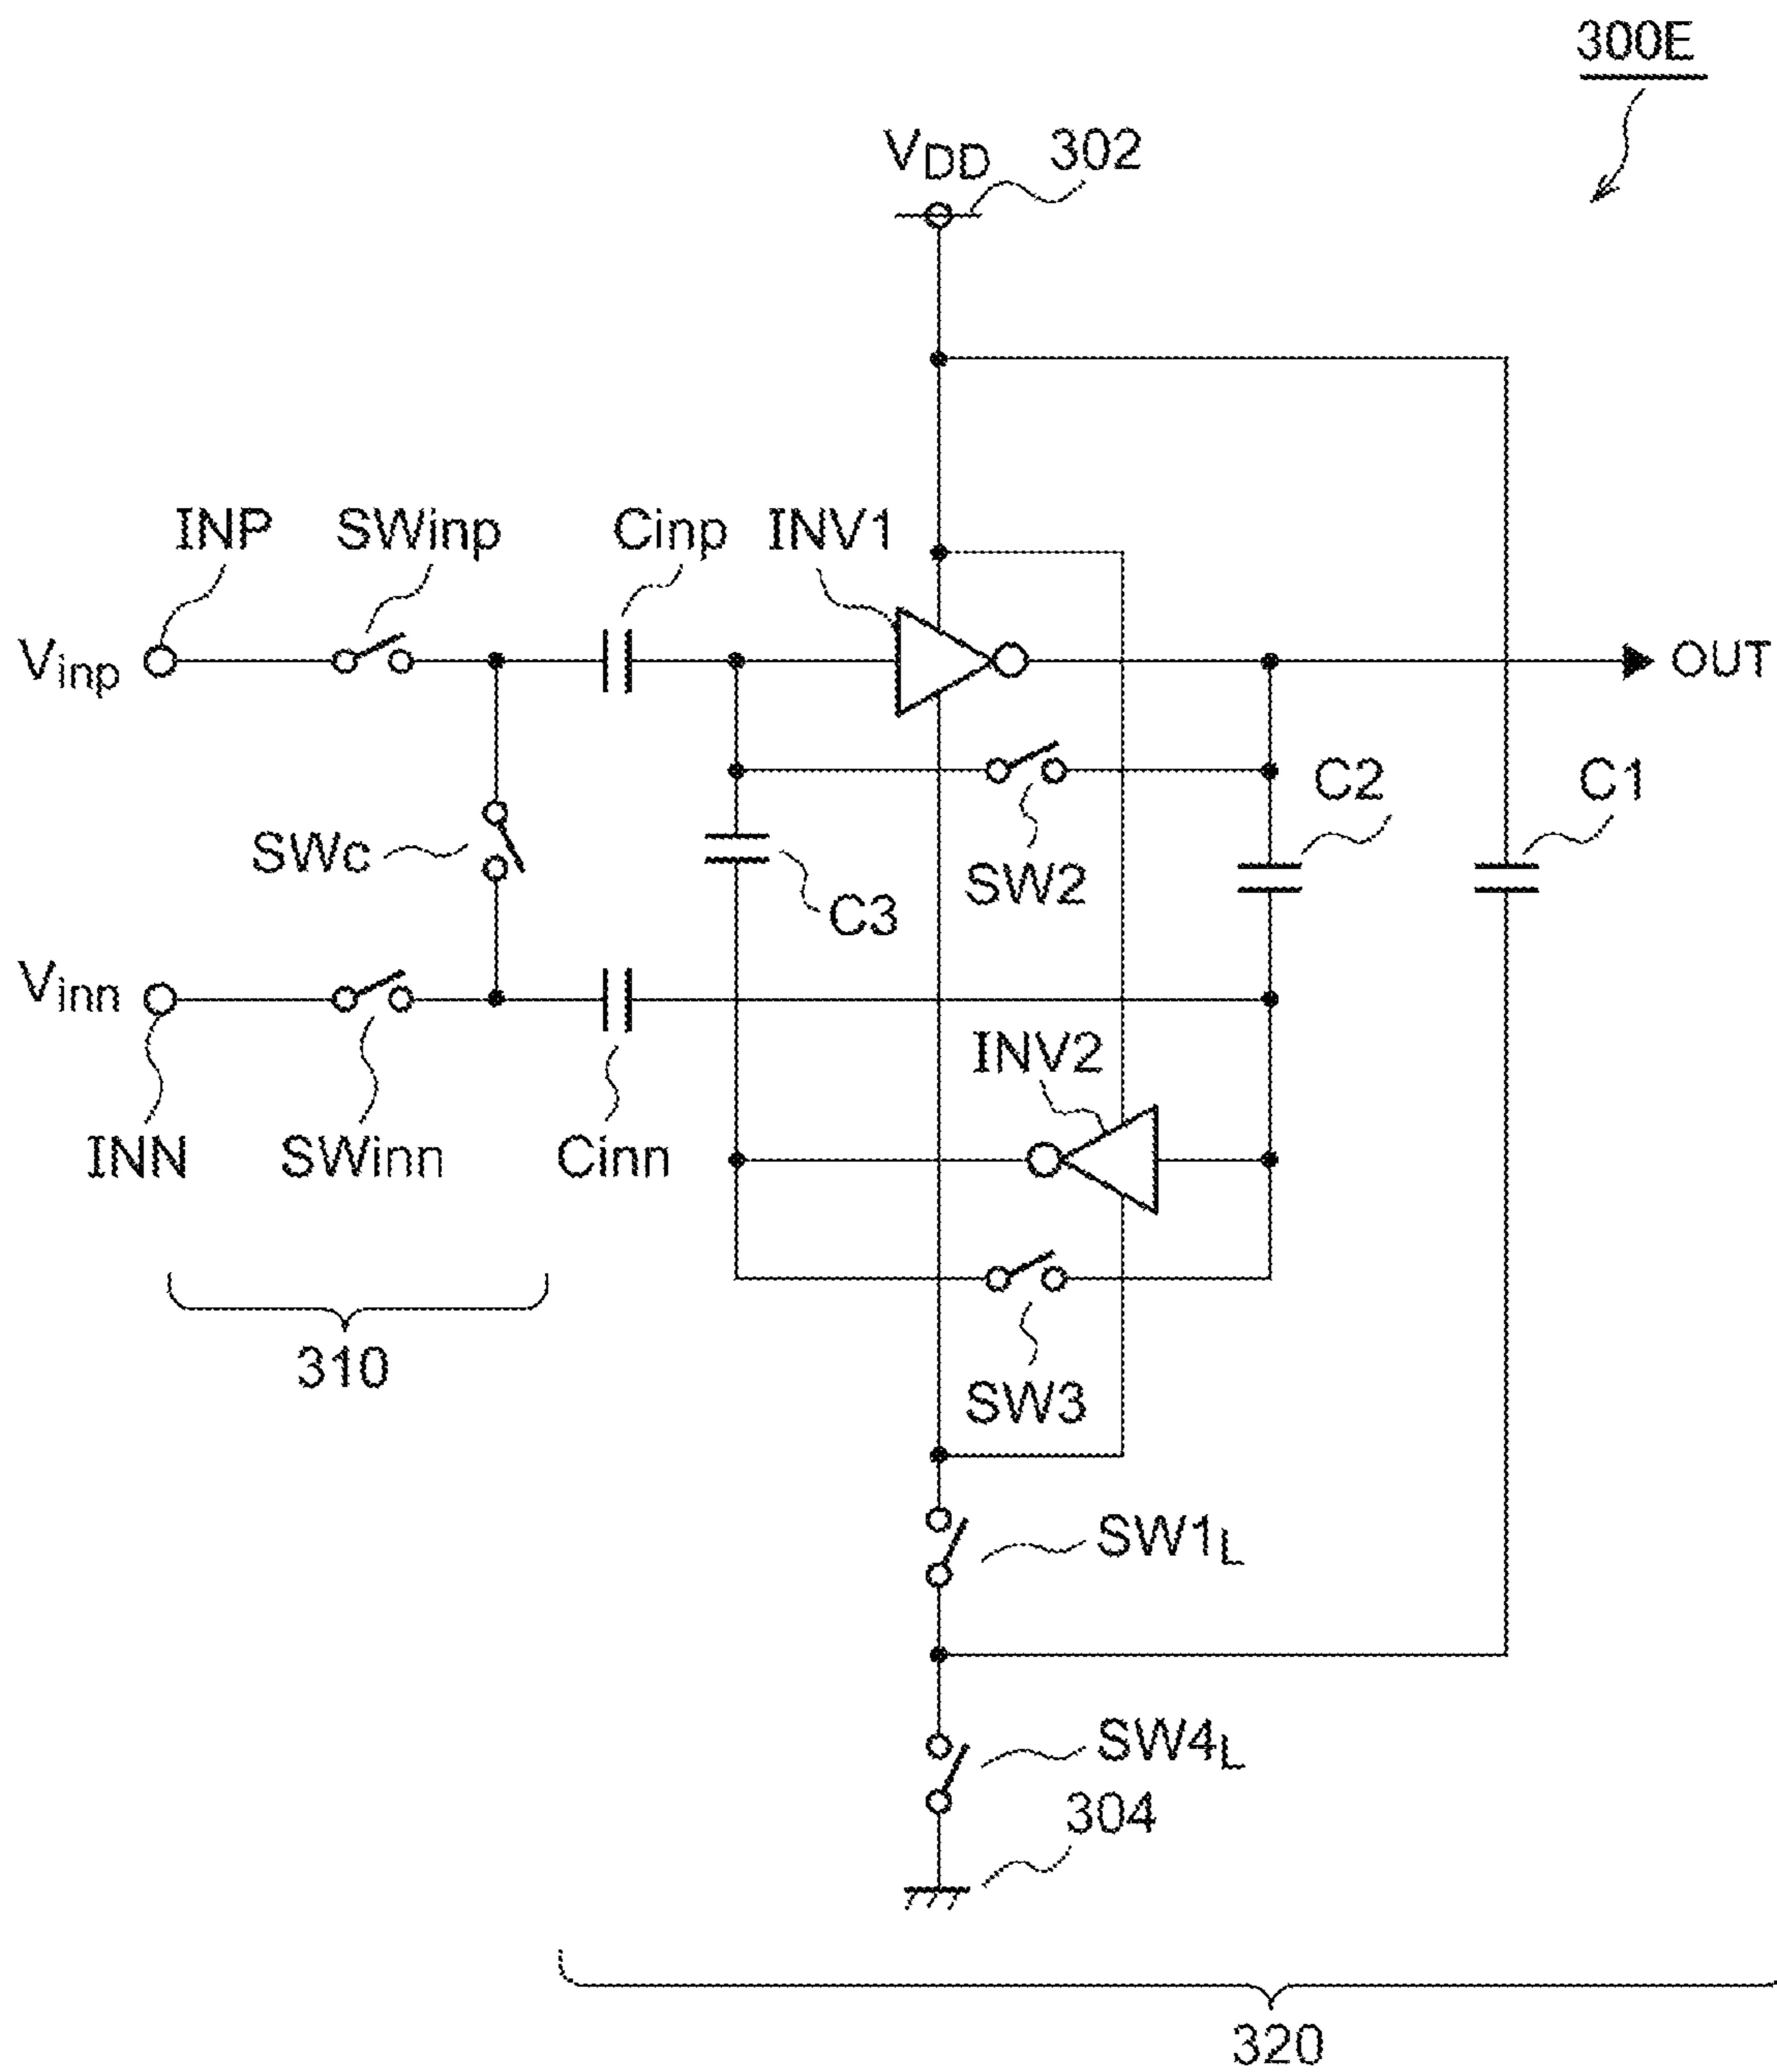 300E
VDD 302
INP SWinp Cinp INV1
Vinp OUT
C2 C1
SWc SW2
C3
Vinn
INV2
INN SWinn Cinn
310
SW3
SW1L
SW4L
304
320